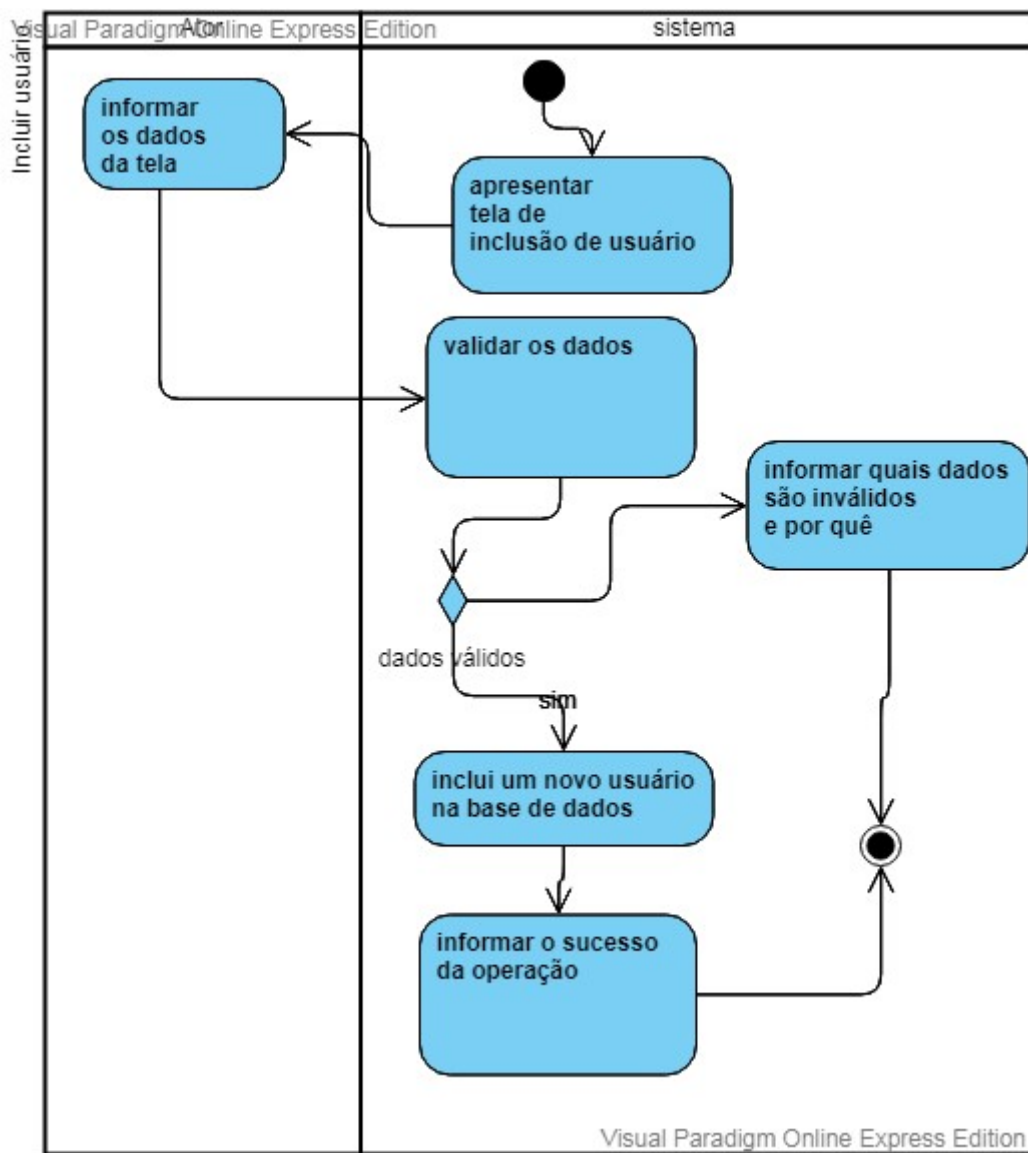 Visual Paradigm Online Express Edition
Ator
sistema
Incluir usuário
informar
os dados
da tela
apresentar
tela de
inclusão de usuário
validar os dados
informar quais dados
são inválidos
e por quê
dados válidos
sim
inclui um novo usuário
na base de dados
informar o sucesso
da operação
Visual Paradigm Online Express Edition